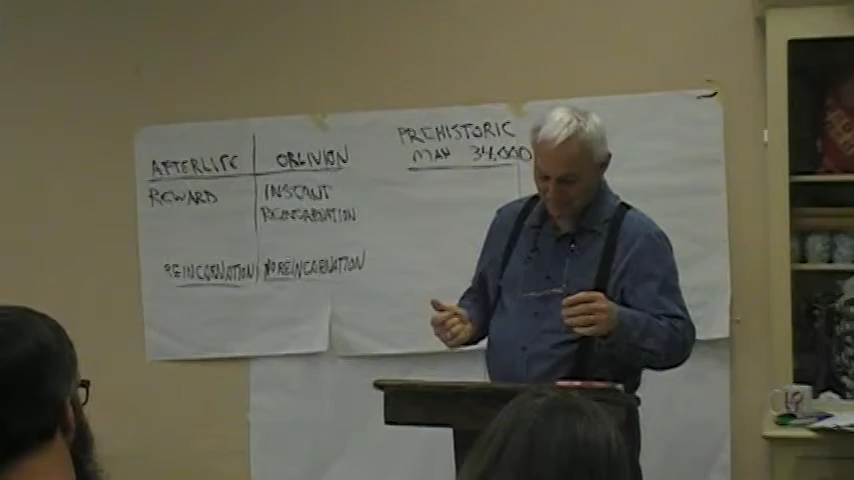 AFTERLIFE
OBLIVION
REWARD
INSTANT
REINCARNATION
REINCARNATION
NO REINCARNATION
PREHISTORIC
MAN 34,000